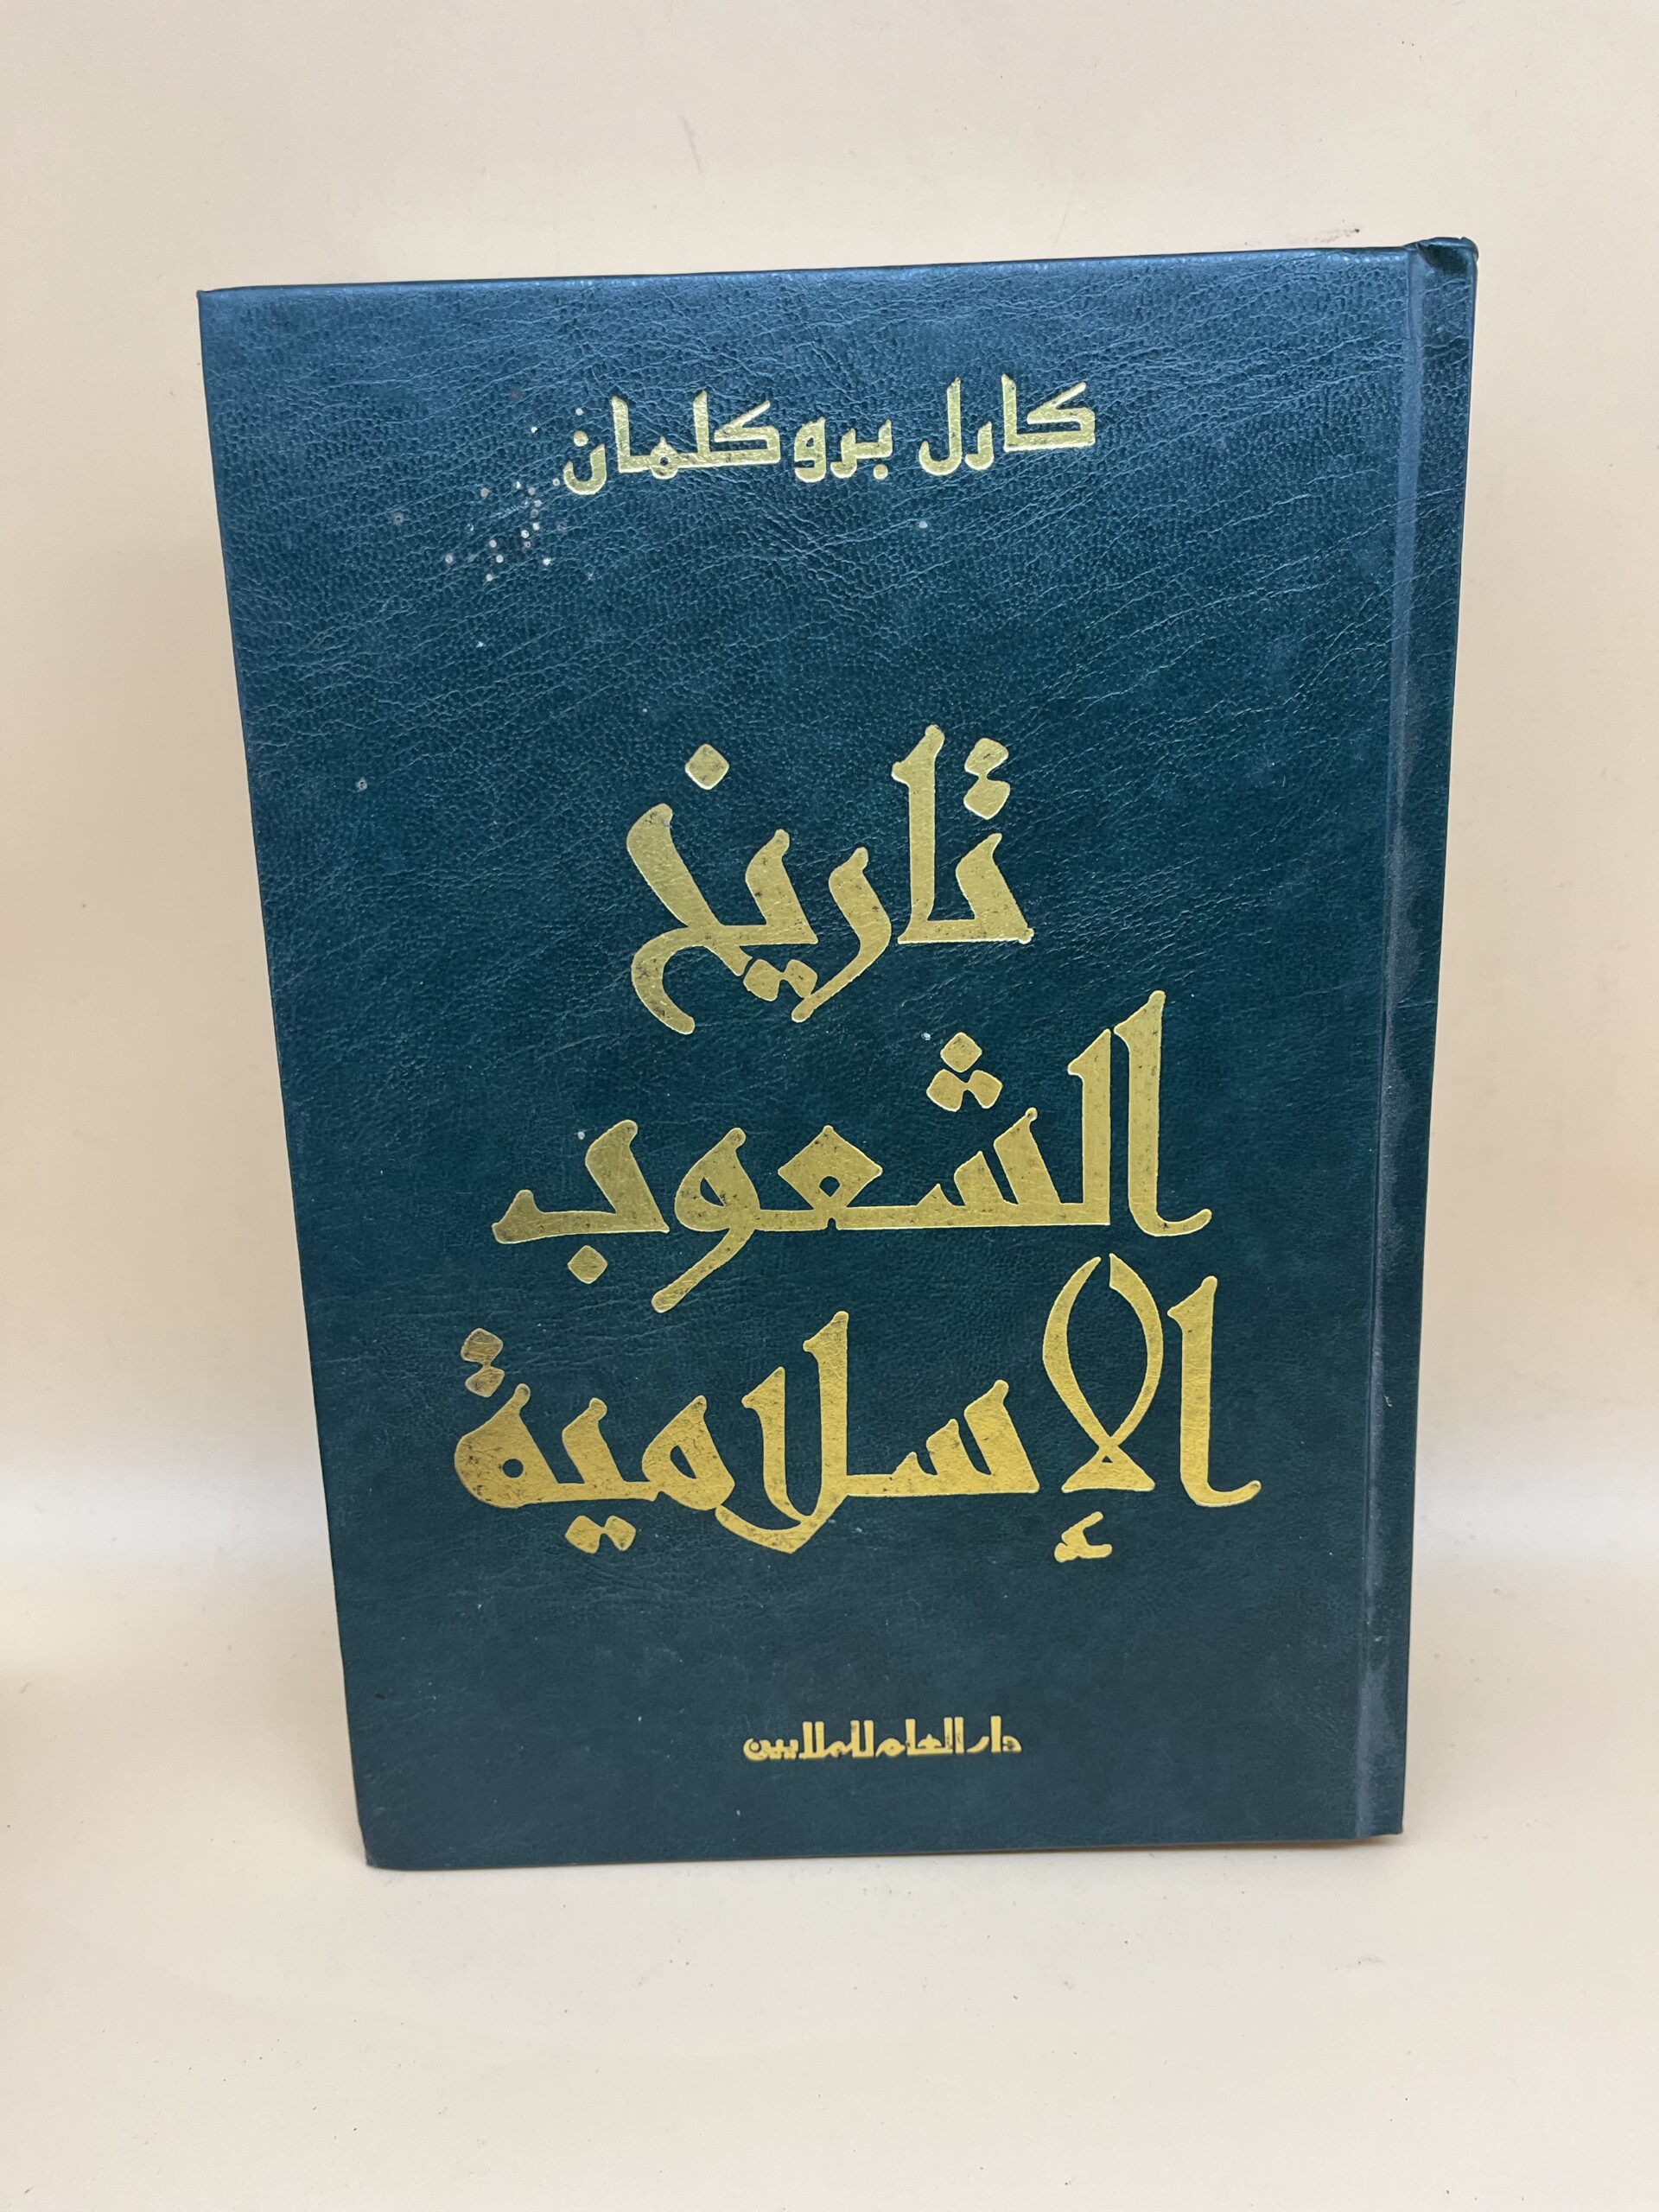 كارل بروكلمان
تاريخ
الشعوب
الإسلامية
دار العلم للملايين